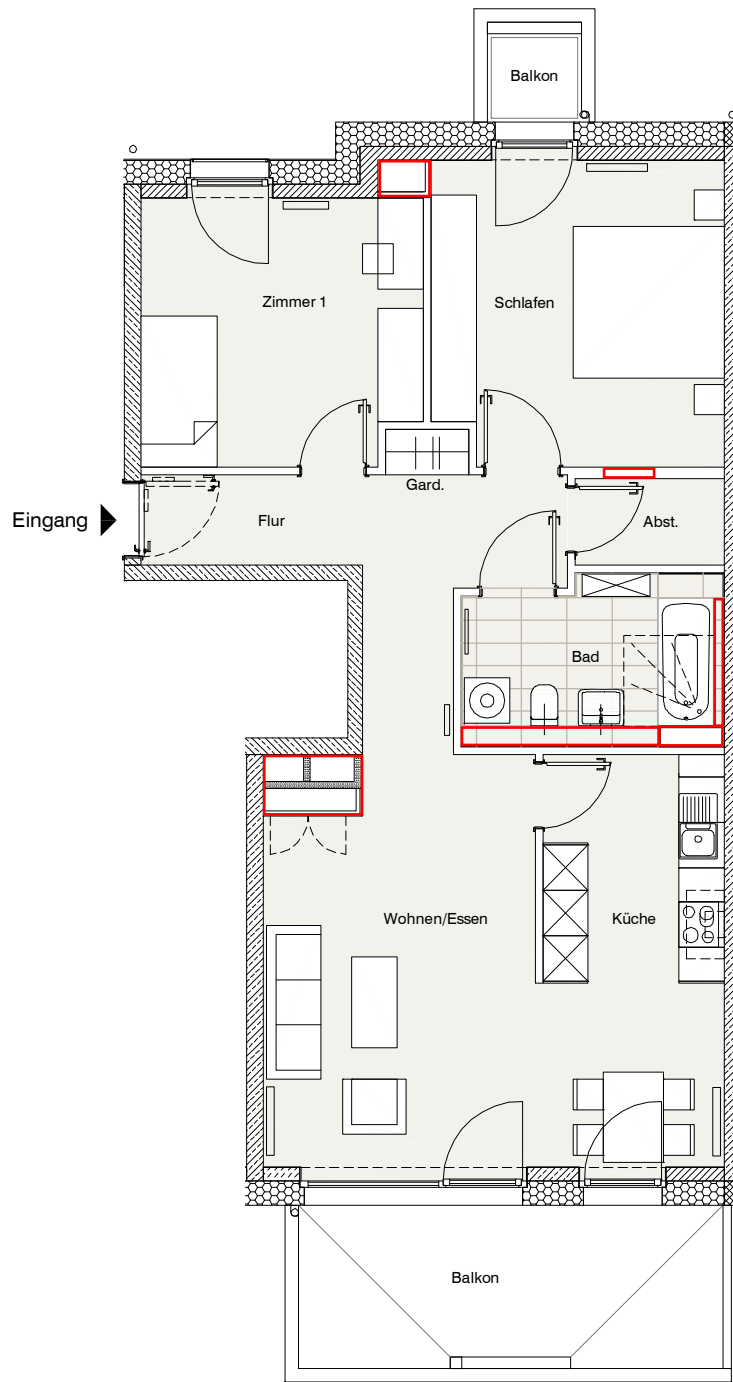 Balkon
Zimmer 1
Schlafen
Gard.
Eingang
Flur
Abst.
Bad
Wohnen/Essen
Küche
Balkon